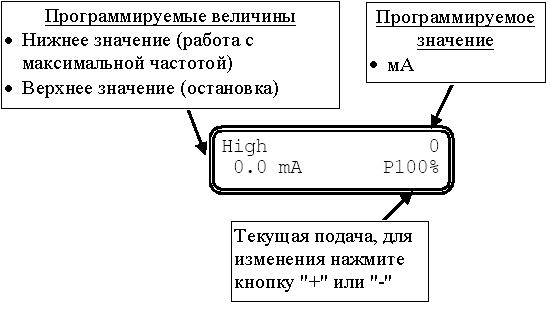 Программируемые величины
• Нижнее значение (работа с
максимальной частотой)
• Верхнее значение (остановка)
Программируемое
значение
• мА
High 0
0.0 mA P100%
Текущая подача, для
изменения нажмите
кнопку "+" или "-"